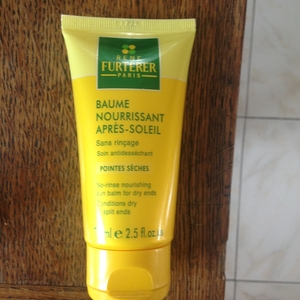 RENE
FURTERER
PARIS
BAUME
NOURRISSANT
APRÈS-SOLEIL
Sans rinçage
Soin antidesséchant
POINTES SÈCHES
No-rinse nourishing
sun balm for dry ends
Conditions dry
split ends
ml e 2.5 fl.oz.